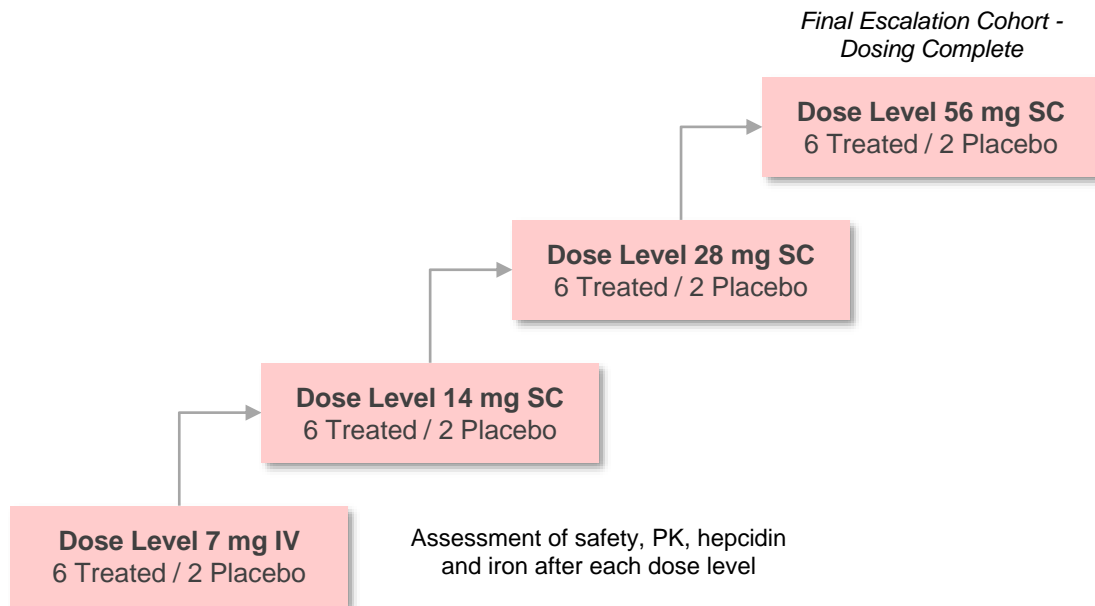 Final Escalation Cohort -
Dosing Complete
Dose Level 56 mg SC
6 Treated / 2 Placebo
Dose Level 28 mg SC
6 Treated / 2 Placebo
Dose Level 14 mg SC
6 Treated / 2 Placebo
Dose Level 7 mg IV
6 Treated / 2 Placebo
Assessment of safety, PK, hepcidin
and iron after each dose level